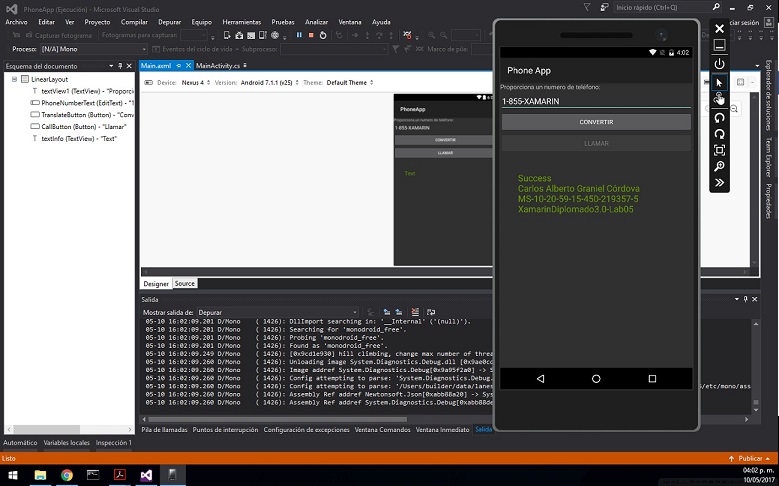 PhoneApp (Ejecución) - Microsoft Visual Studio
Inicio rápido (Ctrl+Q)
Archivo Editar Ver Proyecto Compilar Depurar Equipo Herramientas Pruebas Analizar Ventana Ayuda
iciar sesión
Capturar fotograma Fotogramas para capturar:
Proceso: [N/A] Mono
Eventos del ciclo de vida Subproceso:
Marco de pila:
Esquema del documento
LinearLayout
textView1 (TextView) - "Proporci
PhoneNumberText (EditText) - "1
TranslateButton (Button) - "Conv
CallButton (Button) - "Llamar"
textInfo (TextView) - "Text"
Main.axml
MainActivity.cs
Device: Nexus 4 Version: Android 7.1.1 (v25) Theme: Default Theme
PhoneApp
Proporciona un numero de teléfono:
1-855-XAMARIN
CONVERTIR
LLAMAR
Text
Designer Source
4:02
Phone App
Proporciona un numero de teléfono:
1-855-XAMARIN
CONVERTIR
LLAMAR
Success
Carlos Alberto Graniel Córdova
MS-10-20-59-15-450-219357-5
XamarinDiplomado3.0-Lab05
Explorador de soluciones
Team Explorer
Propiedades
Salida
Mostrar salida de: Depurar
05-10 16:02:09.201 D/Mono ( 1426): DllImport searching in: '__Internal' ('(null)').
05-10 16:02:09.201 D/Mono ( 1426): Searching for 'monodroid_free'.
05-10 16:02:09.201 D/Mono ( 1426): Probing 'monodroid_free'.
05-10 16:02:09.201 D/Mono ( 1426): Found as 'monodroid_free'.
05-10 16:02:09.249 D/Mono ( 1426): [0x9cd1e930] hill climbing, change max number of threa
05-10 16:02:09.260 D/Mono ( 1426): Unloading image System.Diagnostics.Debug.dll
05-10 16:02:09.260 D/Mono ( 1426): Image addref System.Diagnostics.Debug[0x9a95f2a0] -> S
05-10 16:02:09.260 D/Mono ( 1426): Config attempting to parse: 'System.Diagnostics.Debug.
05-10 16:02:09.260 D/Mono ( 1426): Config attempting to parse: '/Users/builder/data/lanes
s/etc/mono/ass
05-10 16:02:09.260 D/Mono ( 1426): Assembly Ref addref Newtonsoft.Json[0xabb88a20] -> Sys
05-10 16:02:09.260 D/Mono ( 1426): Assembly Ref addref System.Diagnostics.Debug[0xabb88de
Pila de llamadas Puntos de interrupción Configuración de excepciones Ventana Comandos Ventana Inmediato Salida
Automático Variables locales Inspección 1
Listo
Publicar
04:02 p. m.
10/05/2017